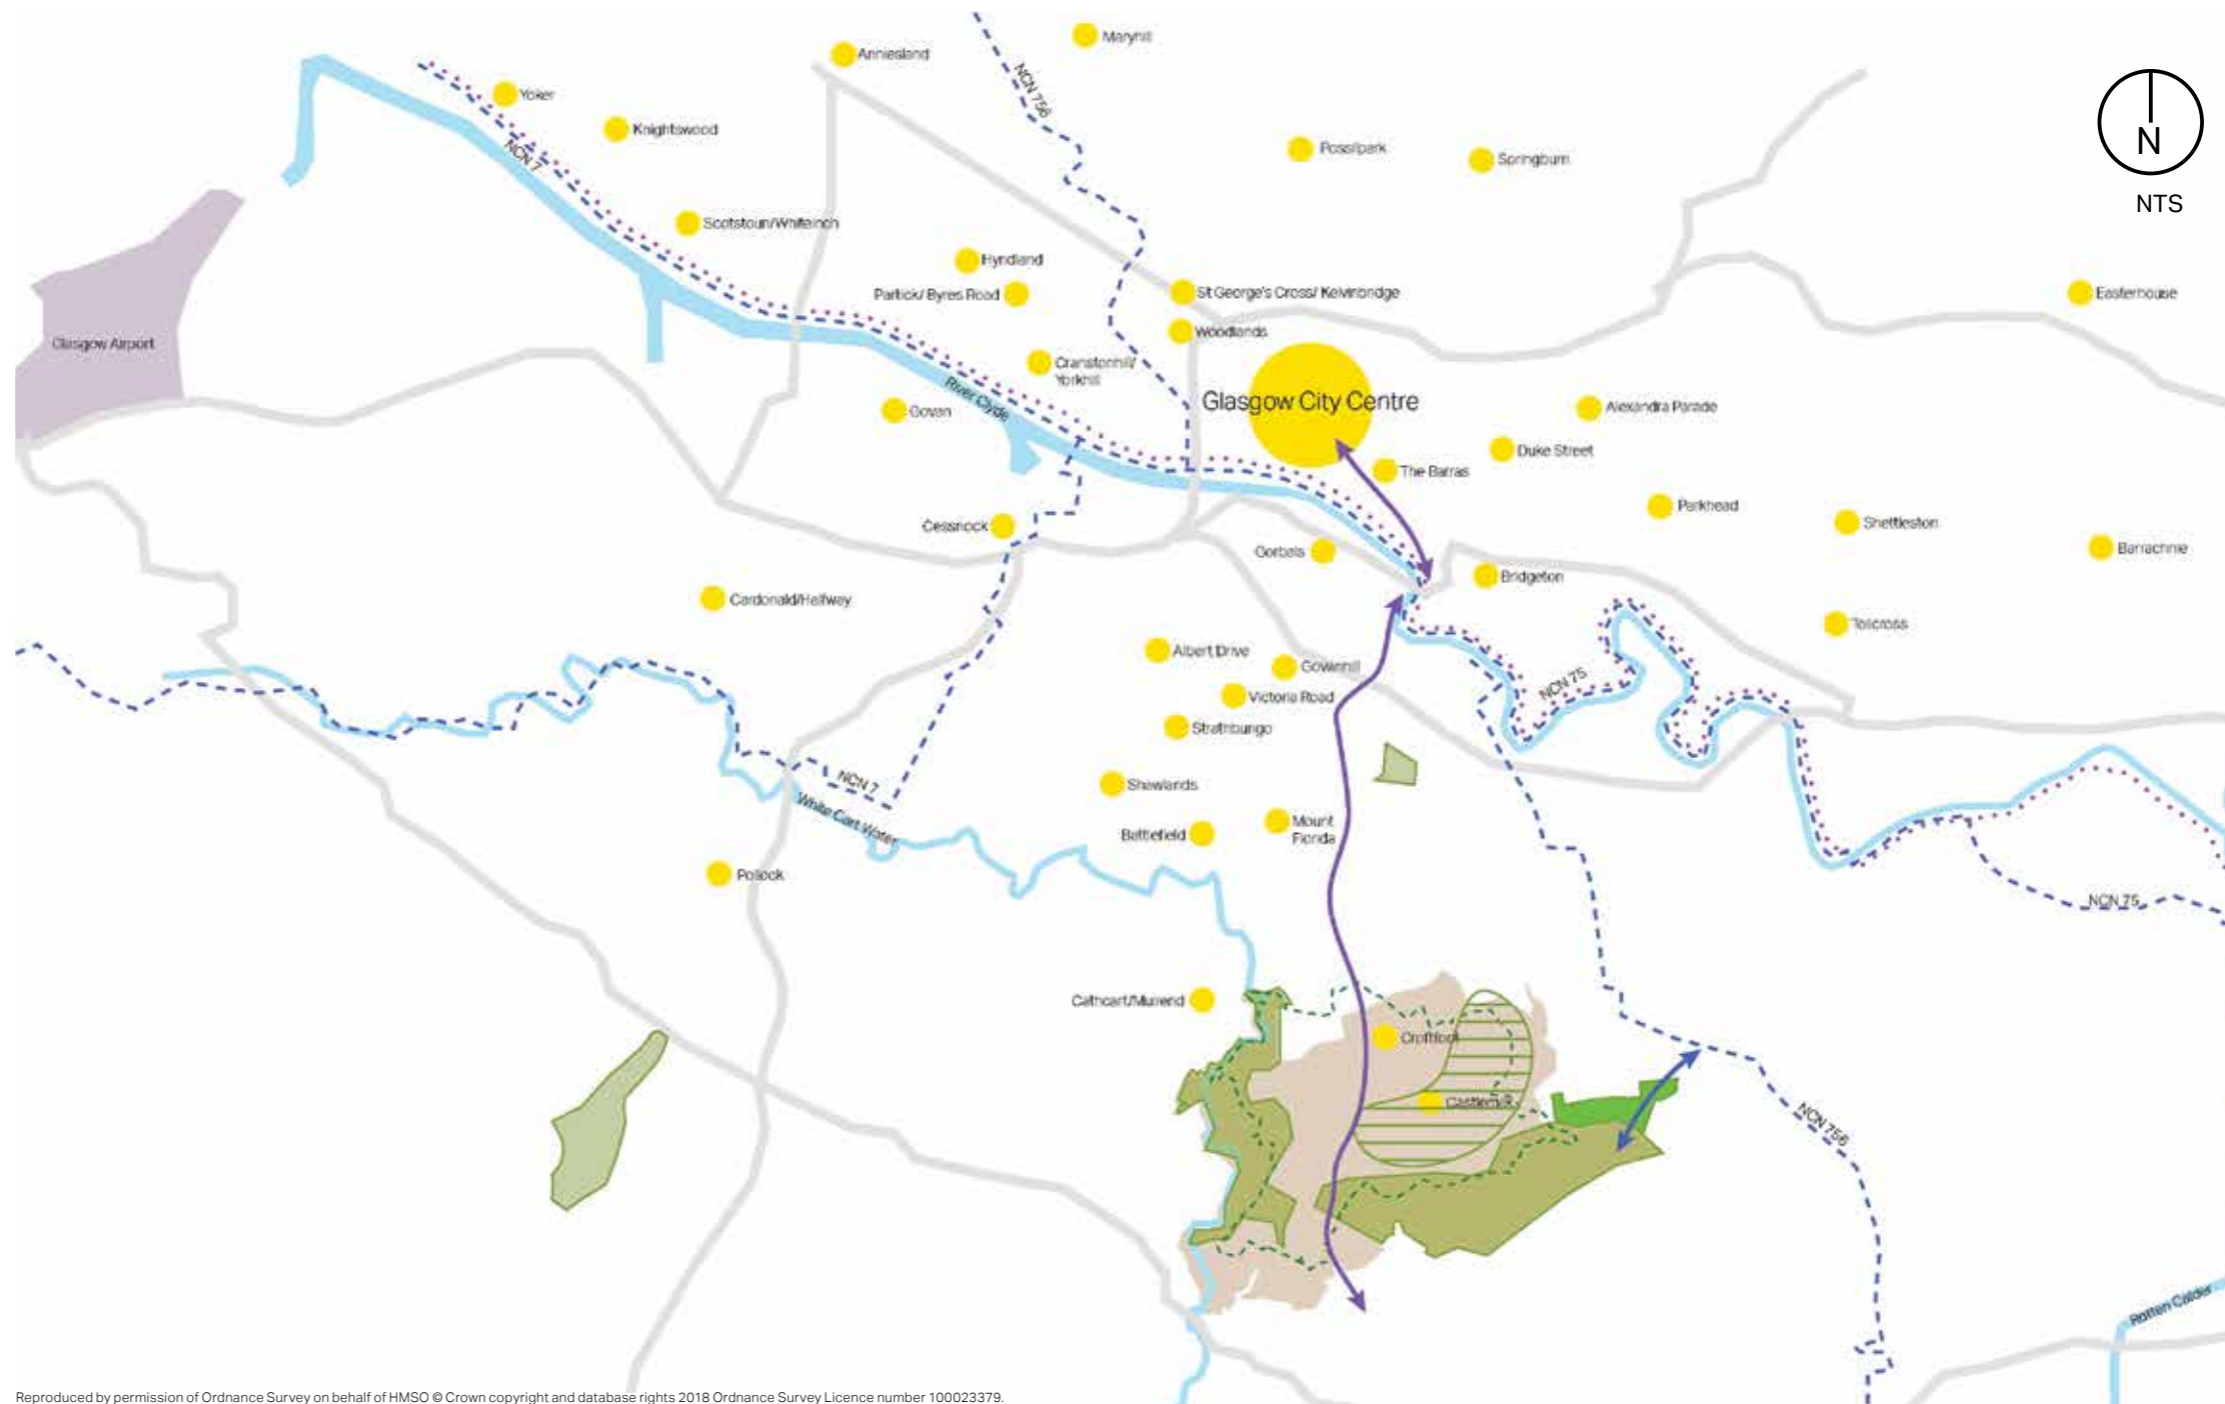 Maryhill
Anniesland
Yoker
NCN 756
Knightswood
N
Possilpark
NCN 7
Springburn
NTS
Scotstoun/Whiteinch
Hyndland
Partick/ Byres Road
St George's Cross/ Kelvinbridge
Easterhouse
Woodlands
Glasgow Airport
Cranstonhill/
Yorkhill
River Clyde
Glasgow City Centre
Govan
Alexandra Parade
Duke Street
The Barras
Parkhead
Shettleston
Cessnock
Gorbals
Barrachnie
Bridgeton
Cardonald/Halfway
Tollcross
Albert Drive
Govanhill
NCN 75
Victoria Road
Strathbungo
NCN 7
Shawlands
White Cart Water
Battlefield
Mount
Florida
Pollock
NCN 75
Cathcart/Muirend
Croftfoot
Castlemilk
NCN 756
Rotten Calder
Reproduced by permission of Ordnance Survey on behalf of HMSO © Crown copyright and database rights 2018 Ordnance Survey Licence number 100023379.